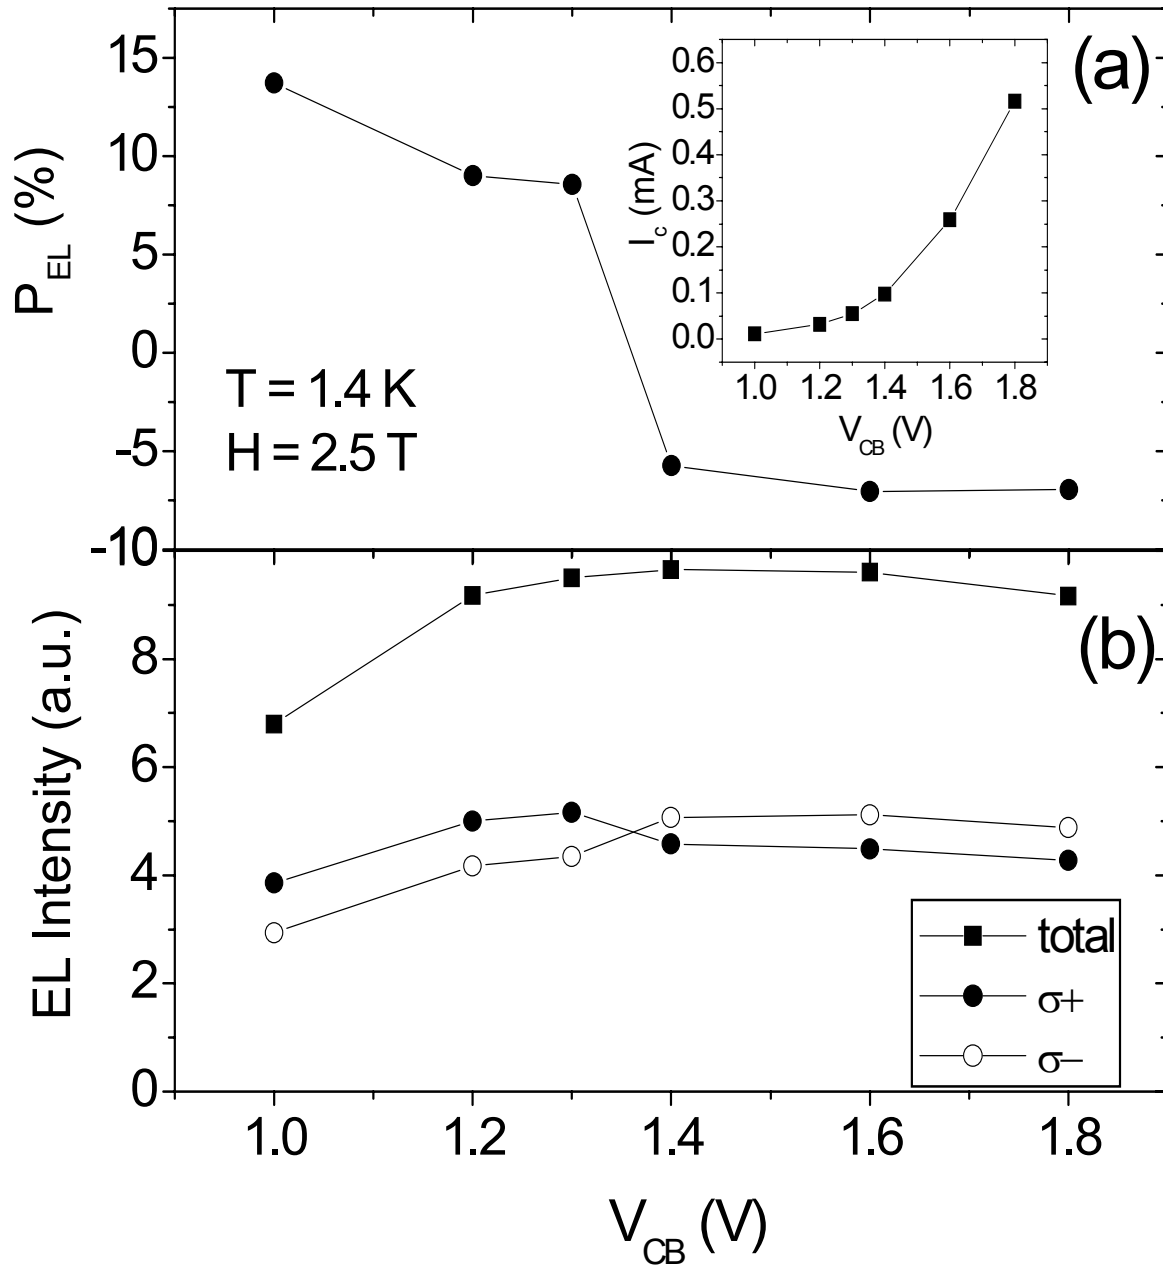 (a)
15
10
5
0
-5
-10
P_EL (%)
T = 1.4 K
H = 2.5 T
0.6
0.5
0.4
0.3
0.2
0.1
0.0
I_c (mA)
1.0 1.2 1.4 1.6 1.8
V_CB (V)
(b)
8
6
4
2
0
EL Intensity (a.u.)
total
σ+
σ−
1.0 1.2 1.4 1.6 1.8
V_CB (V)